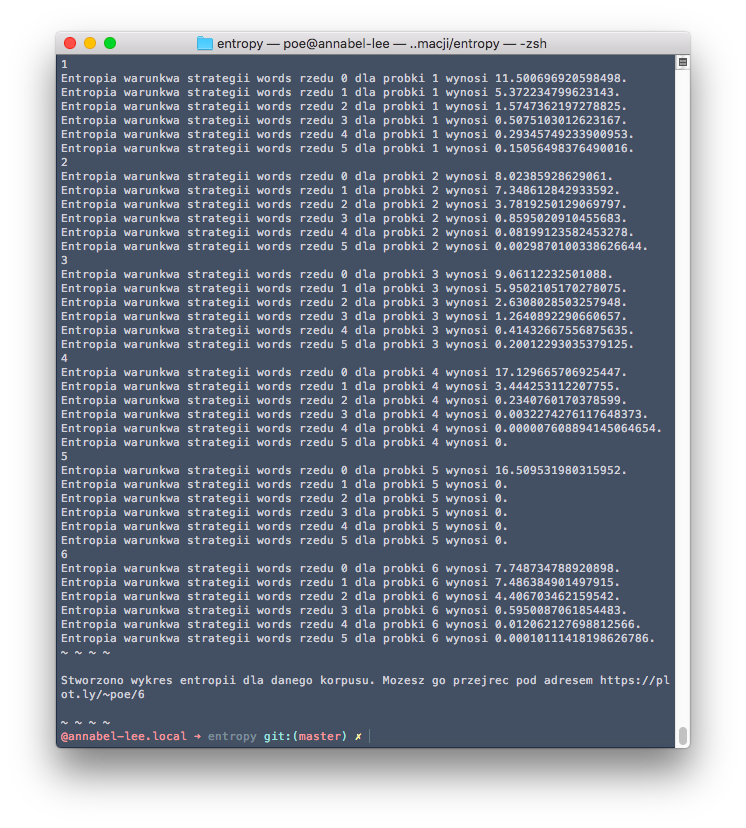 entropy — poe@annabel-lee — ..macji/entropy — -zsh
1
Entropia warunkwa strategii words rzedu 0 dla probki 1 wynosi 11.500696920598498.
Entropia warunkwa strategii words rzedu 1 dla probki 1 wynosi 5.372234799623143.
Entropia warunkwa strategii words rzedu 2 dla probki 1 wynosi 1.5747362197278825.
Entropia warunkwa strategii words rzedu 3 dla probki 1 wynosi 0.5075103012623167.
Entropia warunkwa strategii words rzedu 4 dla probki 1 wynosi 0.29345749233900953.
Entropia warunkwa strategii words rzedu 5 dla probki 1 wynosi 0.15056498376490016.
2
Entropia warunkwa strategii words rzedu 0 dla probki 2 wynosi 8.02385928629061.
Entropia warunkwa strategii words rzedu 1 dla probki 2 wynosi 7.348612842933592.
Entropia warunkwa strategii words rzedu 2 dla probki 2 wynosi 3.7819250129069797.
Entropia warunkwa strategii words rzedu 3 dla probki 2 wynosi 0.8595020910455683.
Entropia warunkwa strategii words rzedu 4 dla probki 2 wynosi 0.08199123582453278.
Entropia warunkwa strategii words rzedu 5 dla probki 2 wynosi 0.0029870100338626644.
3
Entropia warunkwa strategii words rzedu 0 dla probki 3 wynosi 9.06112232501088.
Entropia warunkwa strategii words rzedu 1 dla probki 3 wynosi 5.9502105170278075.
Entropia warunkwa strategii words rzedu 2 dla probki 3 wynosi 2.6308028503257948.
Entropia warunkwa strategii words rzedu 3 dla probki 3 wynosi 1.2640892290660657.
Entropia warunkwa strategii words rzedu 4 dla probki 3 wynosi 0.41432667556875635.
Entropia warunkwa strategii words rzedu 5 dla probki 3 wynosi 0.20012293035379125.
4
Entropia warunkwa strategii words rzedu 0 dla probki 4 wynosi 17.129665706925447.
Entropia warunkwa strategii words rzedu 1 dla probki 4 wynosi 3.444253112207755.
Entropia warunkwa strategii words rzedu 2 dla probki 4 wynosi 0.2340760170378599.
Entropia warunkwa strategii words rzedu 3 dla probki 4 wynosi 0.0032274276117648373.
Entropia warunkwa strategii words rzedu 4 dla probki 4 wynosi 0.000007608894145064654.
Entropia warunkwa strategii words rzedu 5 dla probki 4 wynosi 0.
5
Entropia warunkwa strategii words rzedu 0 dla probki 5 wynosi 16.509531980315952.
Entropia warunkwa strategii words rzedu 1 dla probki 5 wynosi 0.
Entropia warunkwa strategii words rzedu 2 dla probki 5 wynosi 0.
Entropia warunkwa strategii words rzedu 3 dla probki 5 wynosi 0.
Entropia warunkwa strategii words rzedu 4 dla probki 5 wynosi 0.
Entropia warunkwa strategii words rzedu 5 dla probki 5 wynosi 0.
6
Entropia warunkwa strategii words rzedu 0 dla probki 6 wynosi 7.748734788920898.
Entropia warunkwa strategii words rzedu 1 dla probki 6 wynosi 7.486384901497915.
Entropia warunkwa strategii words rzedu 2 dla probki 6 wynosi 4.406703462159542.
Entropia warunkwa strategii words rzedu 3 dla probki 6 wynosi 0.5950087061854483.
Entropia warunkwa strategii words rzedu 4 dla probki 6 wynosi 0.012062127698812566.
Entropia warunkwa strategii words rzedu 5 dla probki 6 wynosi 0.00010111418198626786.
~ ~ ~ ~
Stworzono wykres entropii dla danego korpusu. Mozesz go przejrec pod adresem https://pl
ot.ly/~poe/6
~ ~ ~ ~
@annabel-lee.local ➜ entropy git:(master) ✗